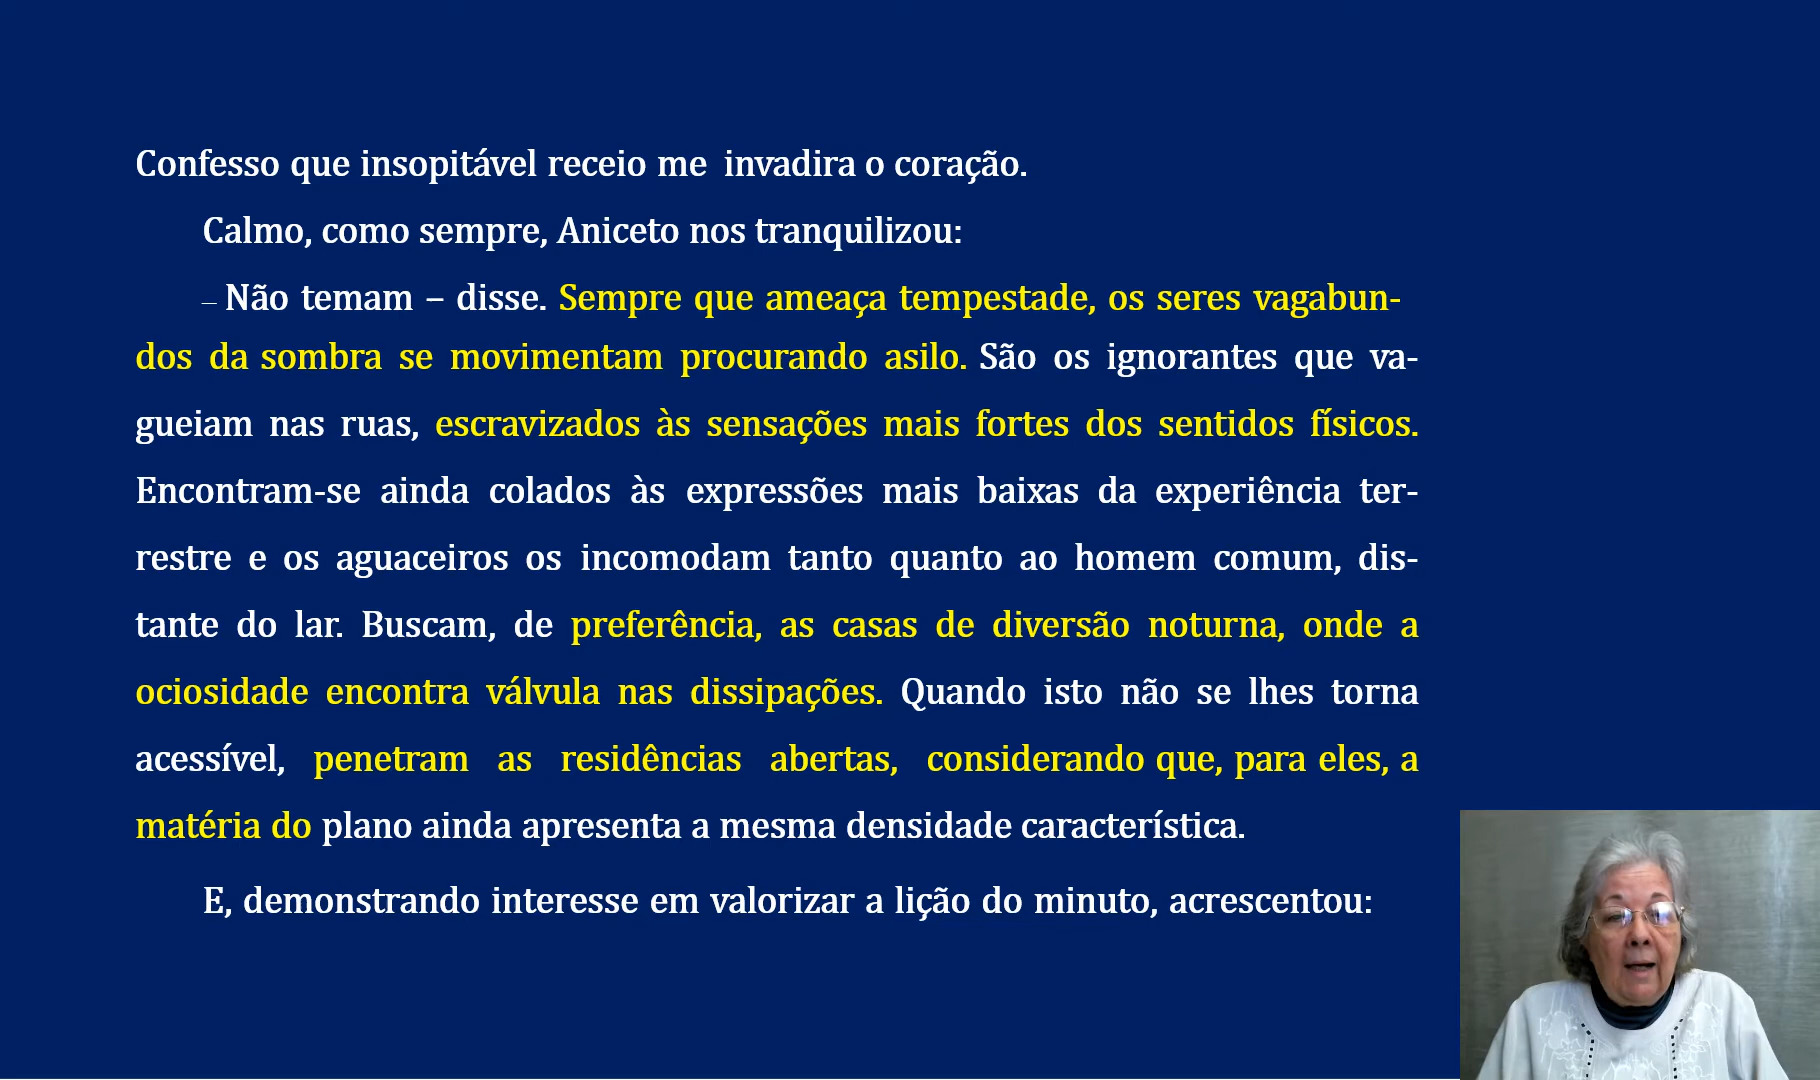 Confesso que insopitável receio me invadira o coração.
Calmo, como sempre, Aniceto nos tranquilizou:
– Não temam – disse. Sempre que ameaça tempestade, os seres vagabun-
dos da sombra se movimentam procurando asilo. São os ignorantes que va-
gueiam nas ruas, escravizados às sensações mais fortes dos sentidos físicos.
Encontram-se ainda colados às expressões mais baixas da experiência ter-
restre e os aguaceiros os incomodam tanto quanto ao homem comum, dis-
tante do lar. Buscam, de preferência, as casas de diversão noturna, onde a
ociosidade encontra válvula nas dissipações. Quando isto não se lhes torna
acessível, penetram as residências abertas, considerando que, para eles, a
matéria do plano ainda apresenta a mesma densidade característica.
E, demonstrando interesse em valorizar a lição do minuto, acrescentou: